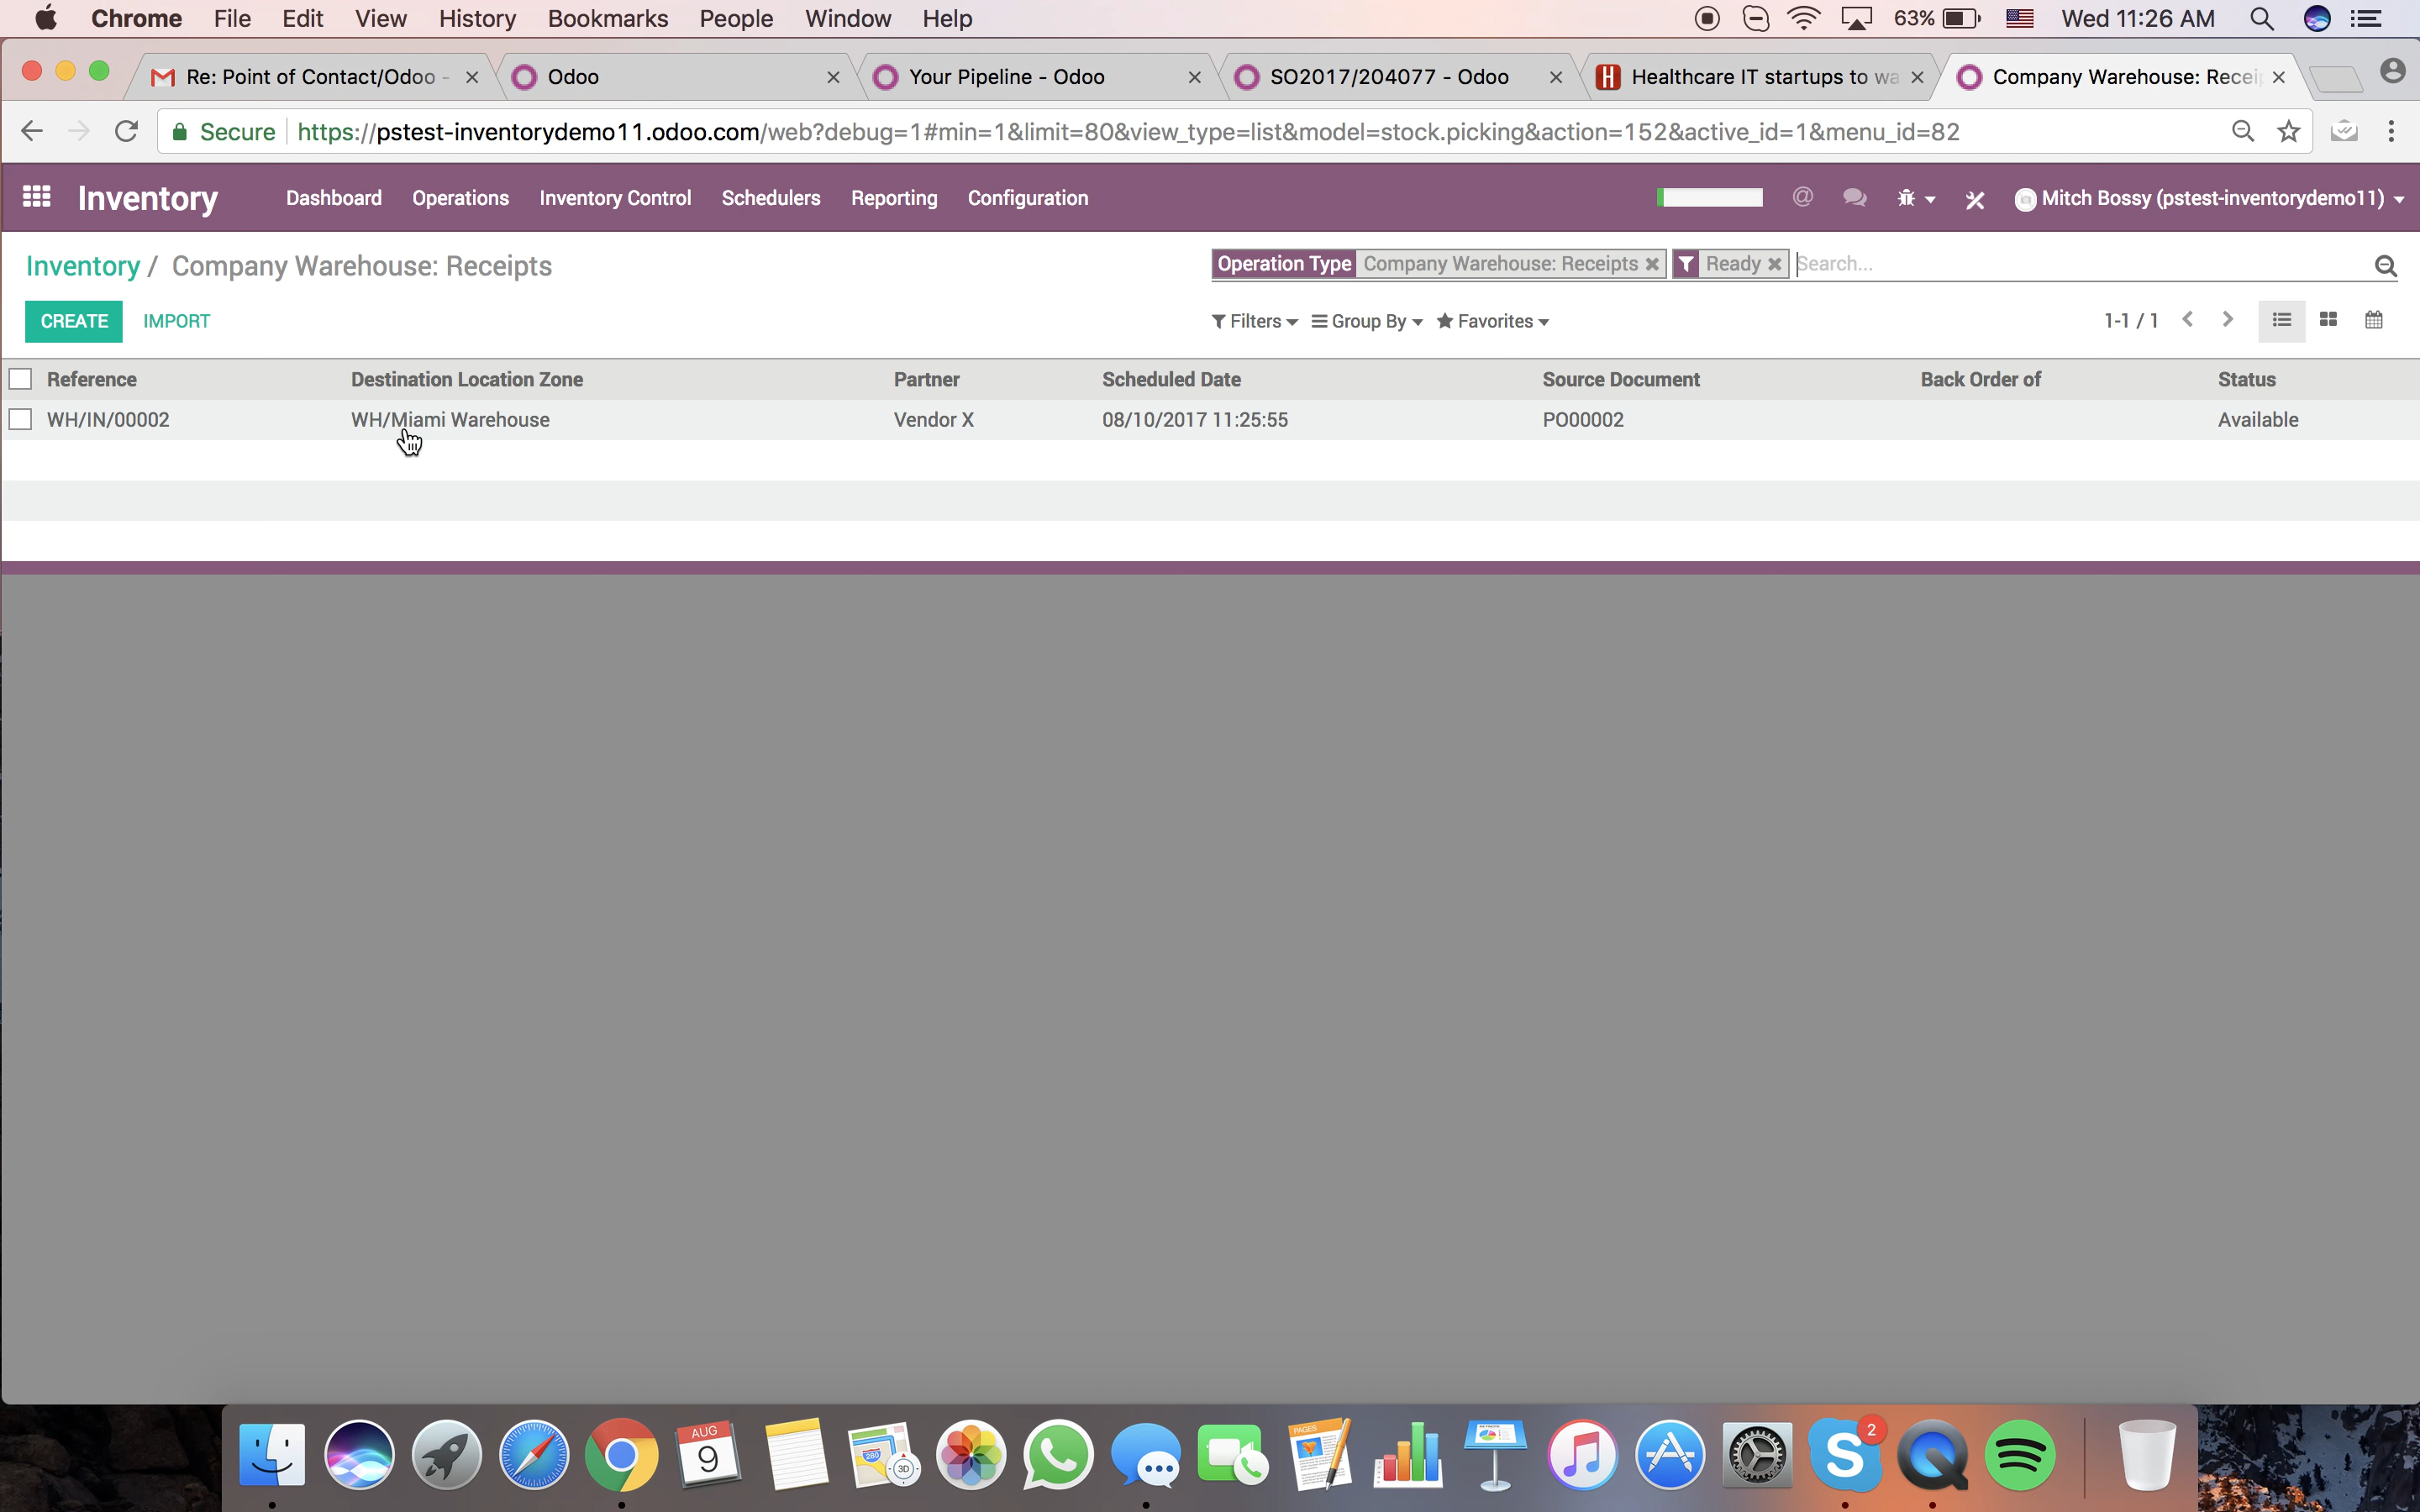 Chrome File Edit View History Bookmarks People Window Help 63% Wed 11:26 AM
Re: Point of Contact/Odoo - Odoo Your Pipeline - Odoo SO2017/204077 - Odoo Healthcare IT startups to wa Company Warehouse: Recei
Secure https://pstest-inventorydemo11.odoo.com/web?debug=1#min=1&limit=80&view_type=list&model=stock.picking&action=152&active_id=1&menu_id=82
Inventory Dashboard Operations Inventory Control Schedulers Reporting Configuration @ Mitch Bossy (pstest-inventorydemo11)
Inventory / Company Warehouse: Receipts Operation Type Company Warehouse: Receipts Ready Search...
CREATE IMPORT Filters Group By Favorites 1-1 / 1
Reference Destination Location Zone Partner Scheduled Date Source Document Back Order of Status
WH/IN/00002 WH/Miami Warehouse Vendor X 08/10/2017 11:25:55 PO00002 Available
AUG
9
PAGES
280
3D
S
2